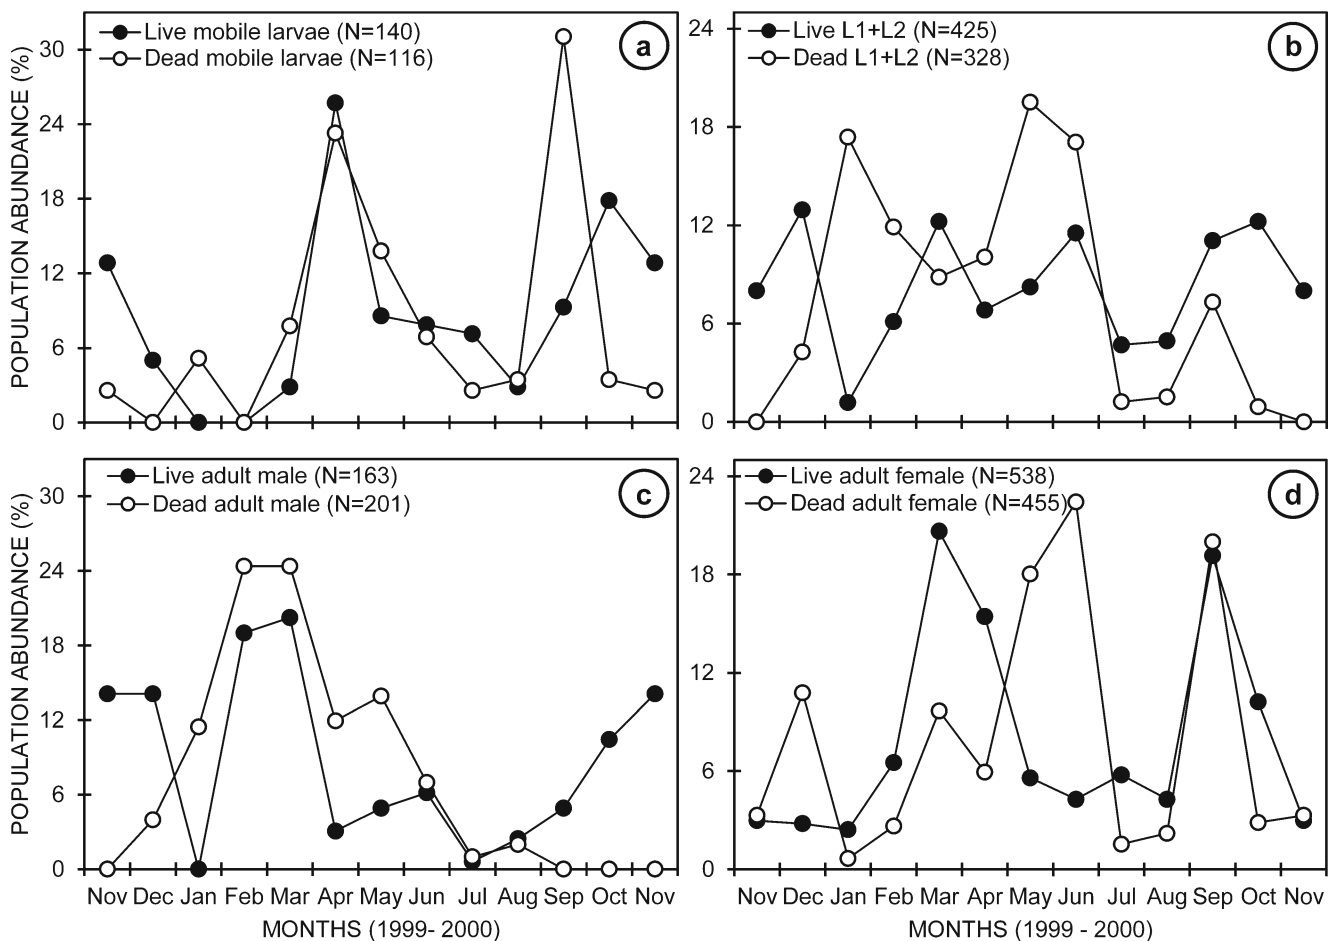 Live mobile larvae (N=140)
Dead mobile larvae (N=116)
a
POPULATION ABUNDANCE (%)
30
24
18
12
6
0
Live L1+L2 (N=425)
Dead L1+L2 (N=328)
b
24
18
12
6
0
Live adult male (N=163)
Dead adult male (N=201)
c
POPULATION ABUNDANCE (%)
30
24
18
12
6
0
Nov Dec Jan Feb Mar Apr May Jun Jul Aug Sep Oct Nov
MONTHS (1999- 2000)
Live adult female (N=538)
Dead adult female (N=455)
d
24
18
12
6
0
Nov Dec Jan Feb Mar Apr May Jun Jul Aug Sep Oct Nov
MONTHS (1999 - 2000)